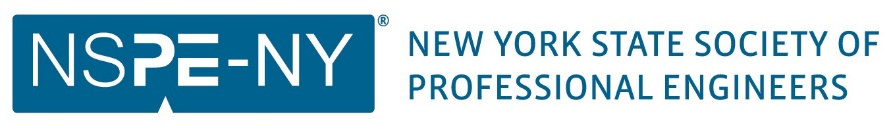 NSPE-NY®
NEW YORK STATE SOCIETY OF
PROFESSIONAL ENGINEERS